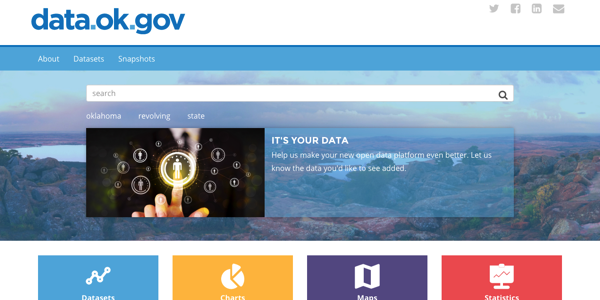 data.ok.gov
About Datasets Snapshots
search
oklahoma revolving state
IT'S YOUR DATA
Help us make your new open data platform even better. Let us
know the data you'd like to see added.
Datasets Charts Maps Statistics